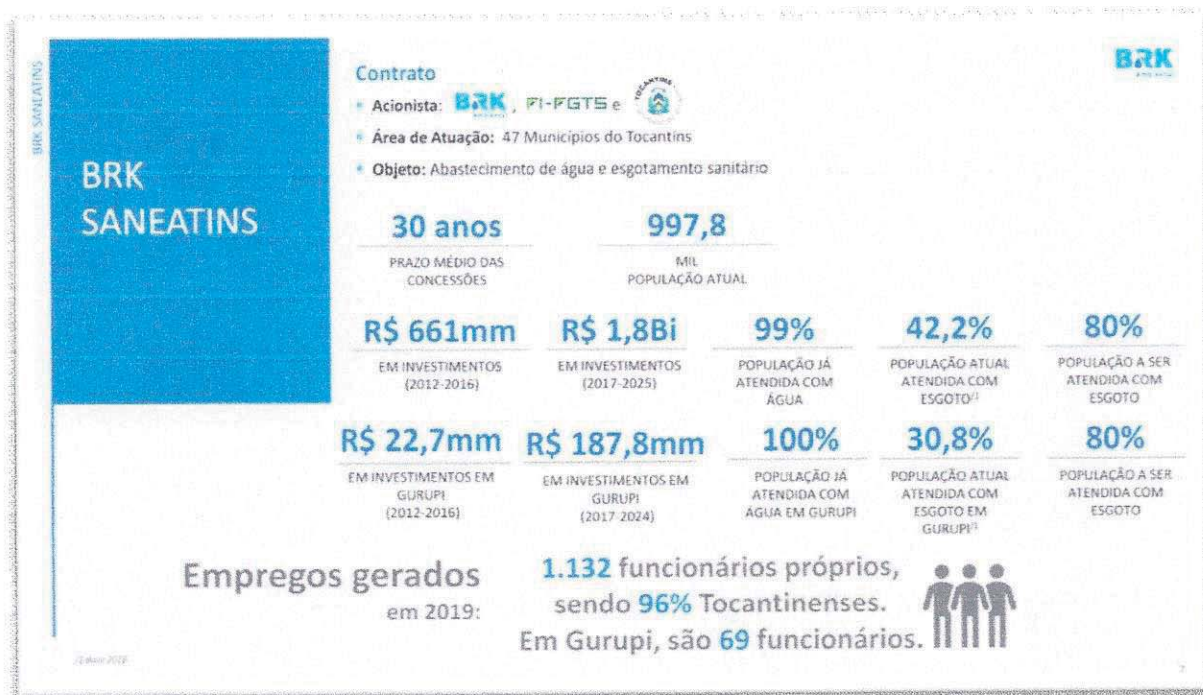 BRK SANEATINS
BRK
SANEATINS
BRK
Contrato
• Acionista: BRK, FI-FGTS e TOCANTINS
• Área de Atuação: 47 Municípios do Tocantins
• Objeto: Abastecimento de água e esgotamento sanitário
30 anos
PRAZO MÉDIO DAS
CONCESSÕES
997,8
MIL
POPULAÇÃO ATUAL
R$ 661mm
EM INVESTIMENTOS
(2012-2016)
R$ 1,8Bi
EM INVESTIMENTOS
(2017-2025)
99%
POPULAÇÃO JÁ
ATENDIDA COM
ÁGUA
42,2%
POPULAÇÃO ATUAL
ATENDIDA COM
ESGOTO
80%
POPULAÇÃO A SER
ATENDIDA COM
ESGOTO
R$ 22,7mm
EM INVESTIMENTOS EM
GURUPI
(2012-2016)
R$ 187,8mm
EM INVESTIMENTOS EM
GURUPI
(2017-2024)
100%
POPULAÇÃO JÁ
ATENDIDA COM
ÁGUA EM GURUPI
30,8%
POPULAÇÃO ATUAL
ATENDIDA COM
ESGOTO EM
GURUPI
80%
POPULAÇÃO A SER
ATENDIDA COM
ESGOTO
Empregos gerados
em 2019:
1.132 funcionários próprios,
sendo 96% Tocantinenses.
Em Gurupi, são 69 funcionários.